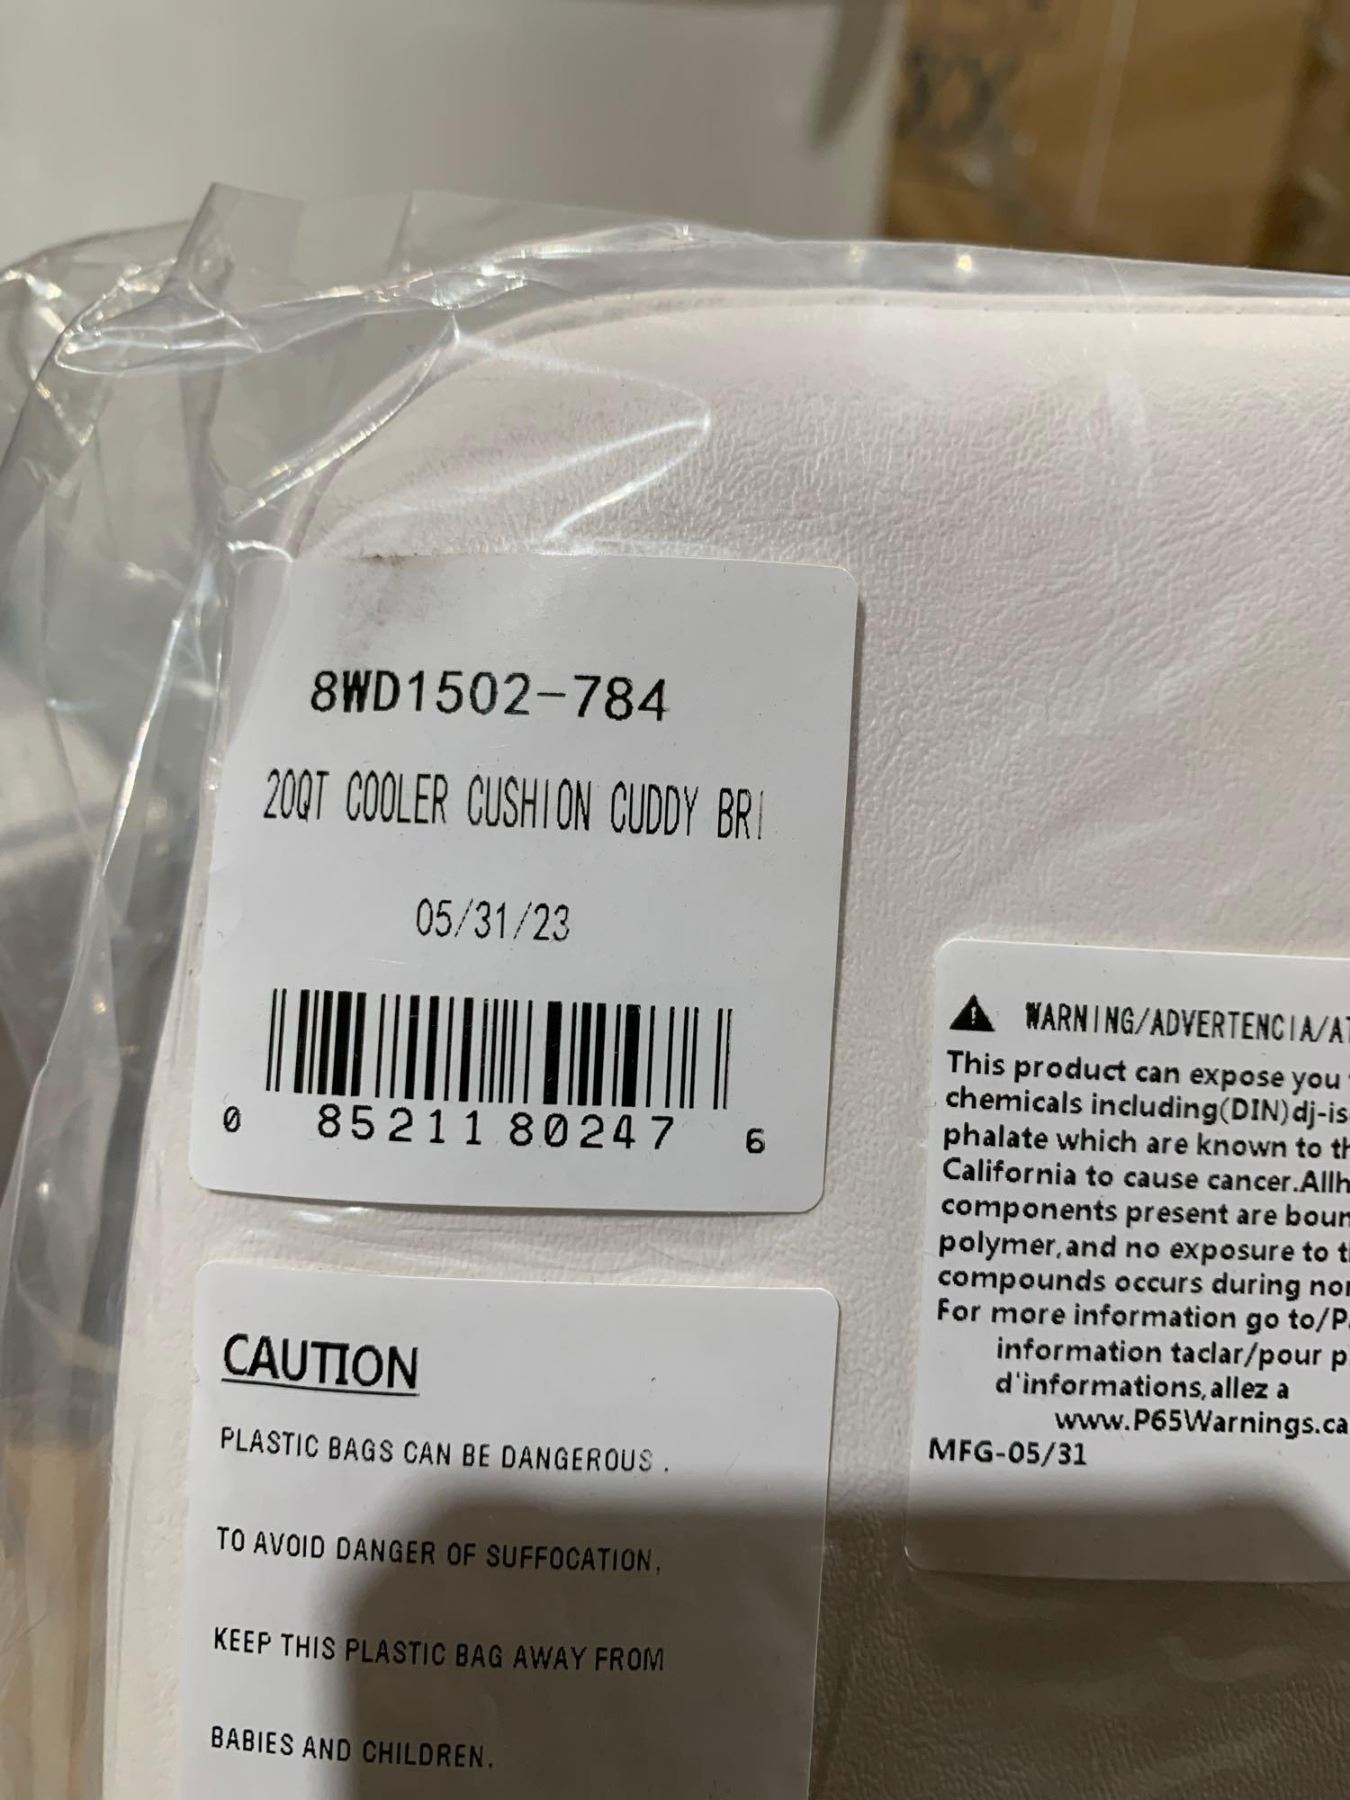 8WD1502-784
20QT COOLER CUSHION CUDDY BRI
05/31/23
0 85211 80247 6
CAUTION
PLASTIC BAGS CAN BE DANGEROUS .
TO AVOID DANGER OF SUFFOCATION,
KEEP THIS PLASTIC BAG AWAY FROM
BABIES AND CHILDREN.
WARNING/ADVERTENCIA/AT
This product can expose you
chemicals including(DIN)dj-is
phalate which are known to th
California to cause cancer.Allh
components present are boun
polymer,and no exposure to t
compounds occurs during nor
For more information go to/P
information taclar/pour p
d'informations,allez a
www.P65Warnings.ca
MFG-05/31